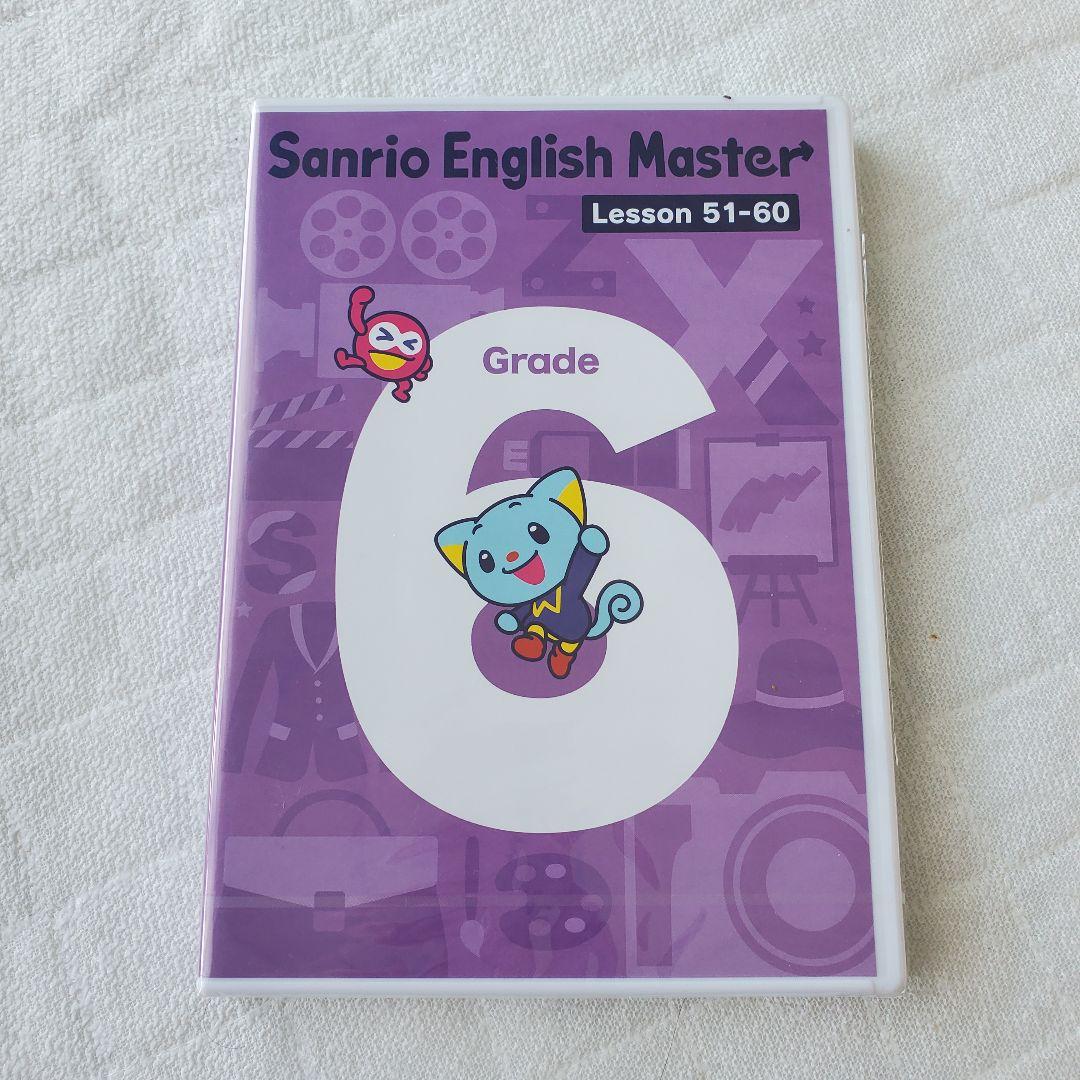 Sanrio English Master
Lesson 51-60
Grade
6